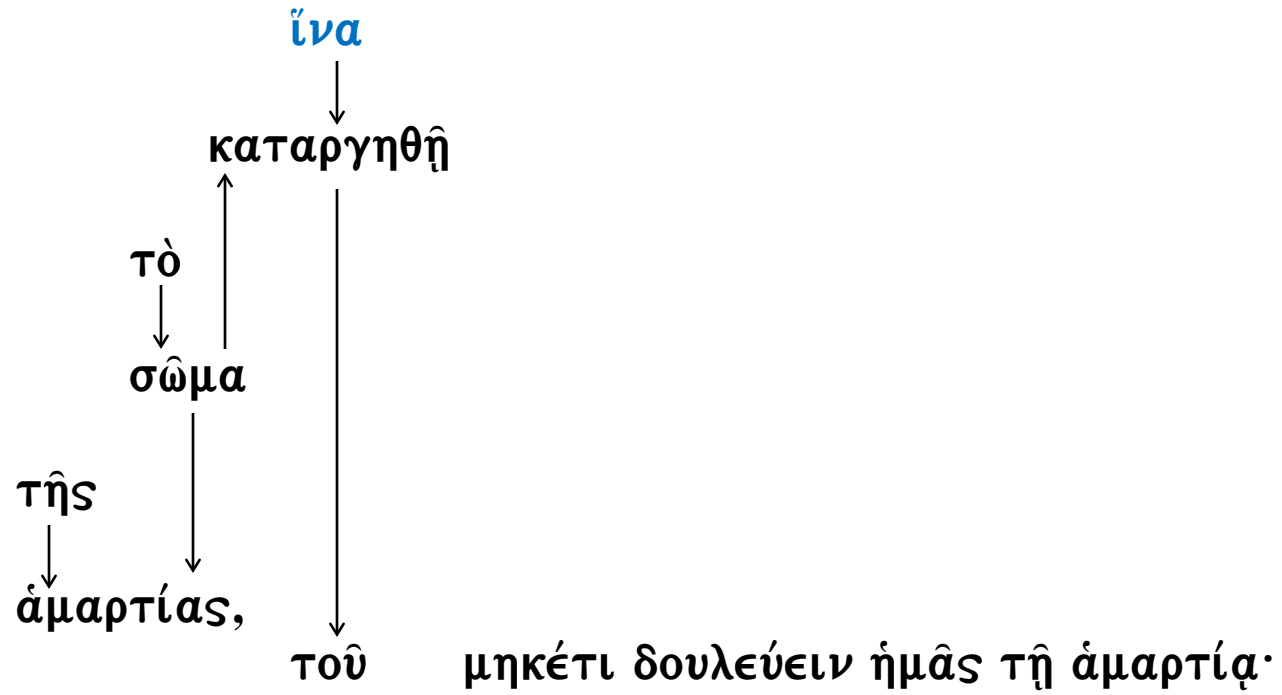 ἵνα
καταργηθῇ
τὸ
σῶμα
τῆς
ἁμαρτίας,
τοῦ μηκέτι δουλεύειν ἡμᾶς τῇ ἁμαρτίᾳ·